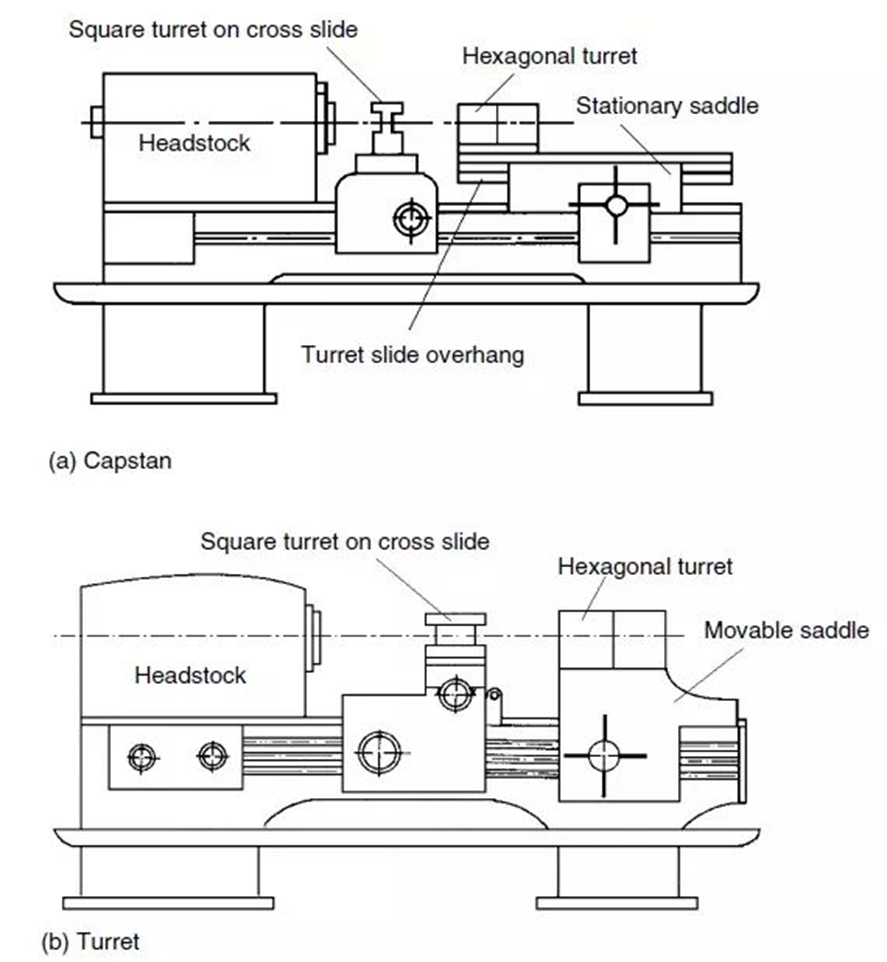 Square turret on cross slide
Hexagonal turret
Stationary saddle
Headstock
Turret slide overhang
(a) Capstan
Square turret on cross slide
Hexagonal turret
Movable saddle
Headstock
(b) Turret